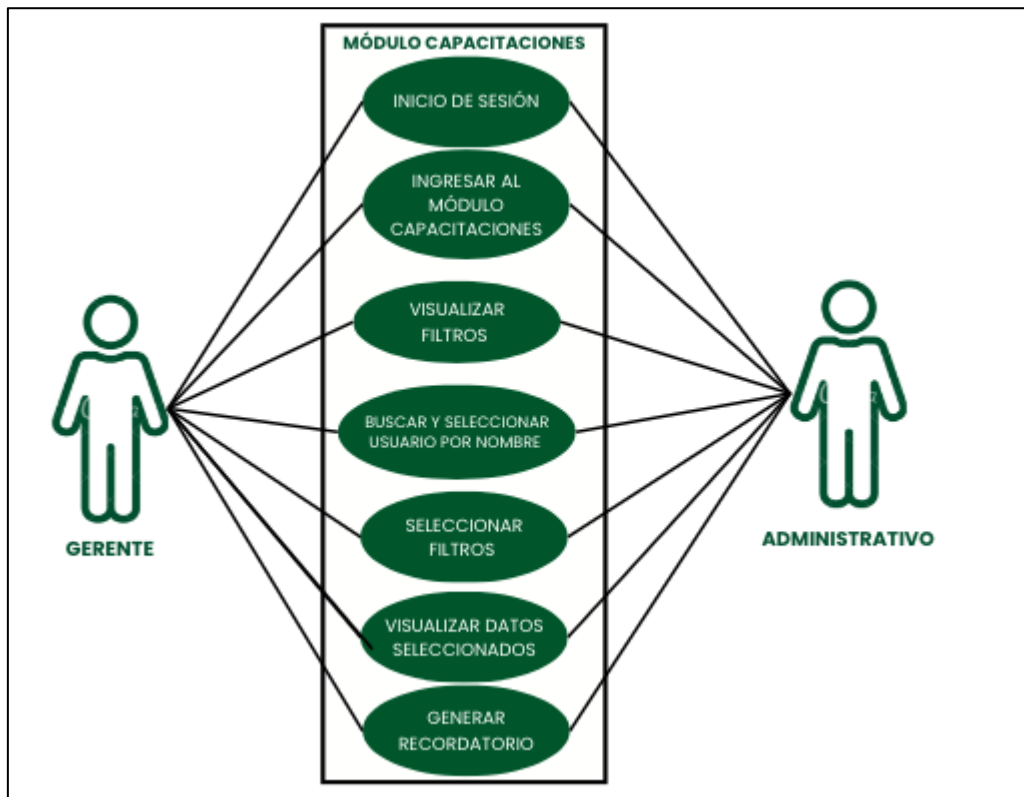 MÓDULO CAPACITACIONES
INICIO DE SESIÓN
INGRESAR AL
MÓDULO
CAPACITACIONES
VISUALIZAR
FILTROS
BUSCAR Y SELECCIONAR
USUARIO POR NOMBRE
SELECCIONAR
FILTROS
VISUALIZAR DATOS
SELECCIONADOS
GENERAR
RECORDATORIO
GERENTE
ADMINISTRATIVO